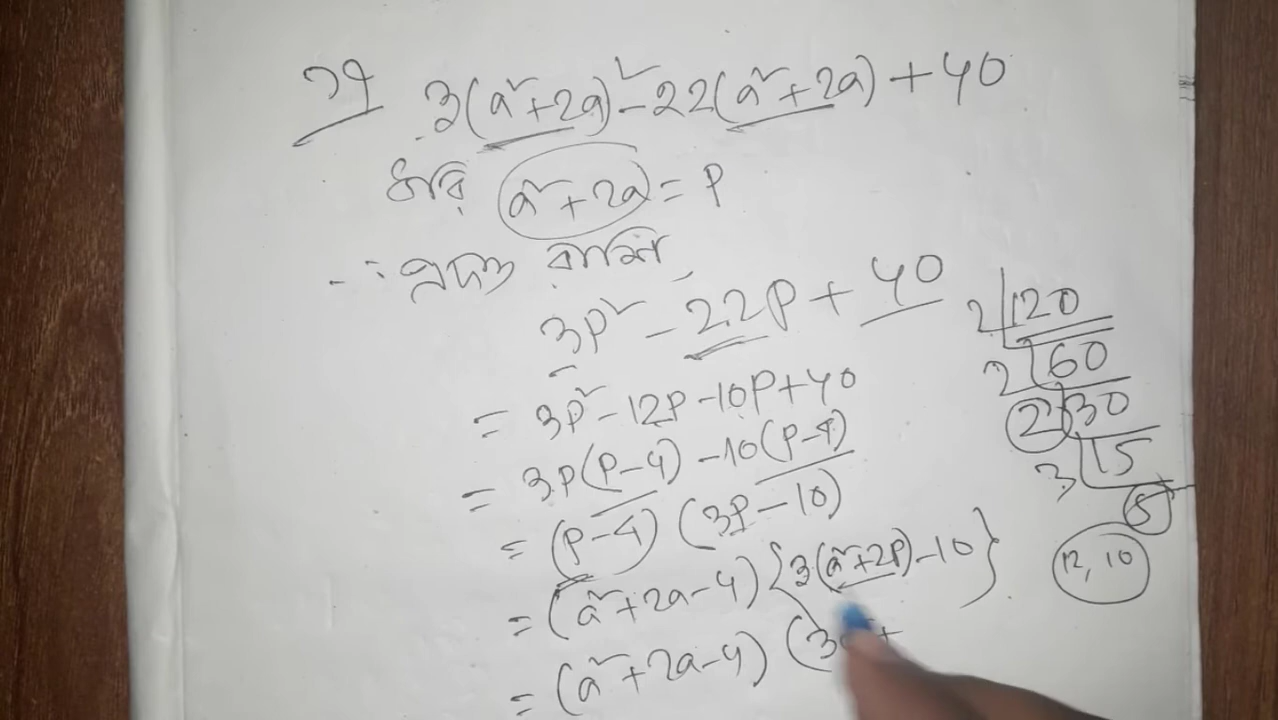 ১৭ 3(a²+2a)²-22(a²+2a)+40
ধরি a²+2a=P
∴ প্রদত্ত রাশি
3p²-22p+40
=3p²-12p-10p+40
=3p(p-4)-10(p-4)
=(p-4)(3p-10)
=(a²+2a-4){3(a²+2p)-10}
=(a²+2a-4)(3
2 120
2 60
2 30
3 15
5
12, 10